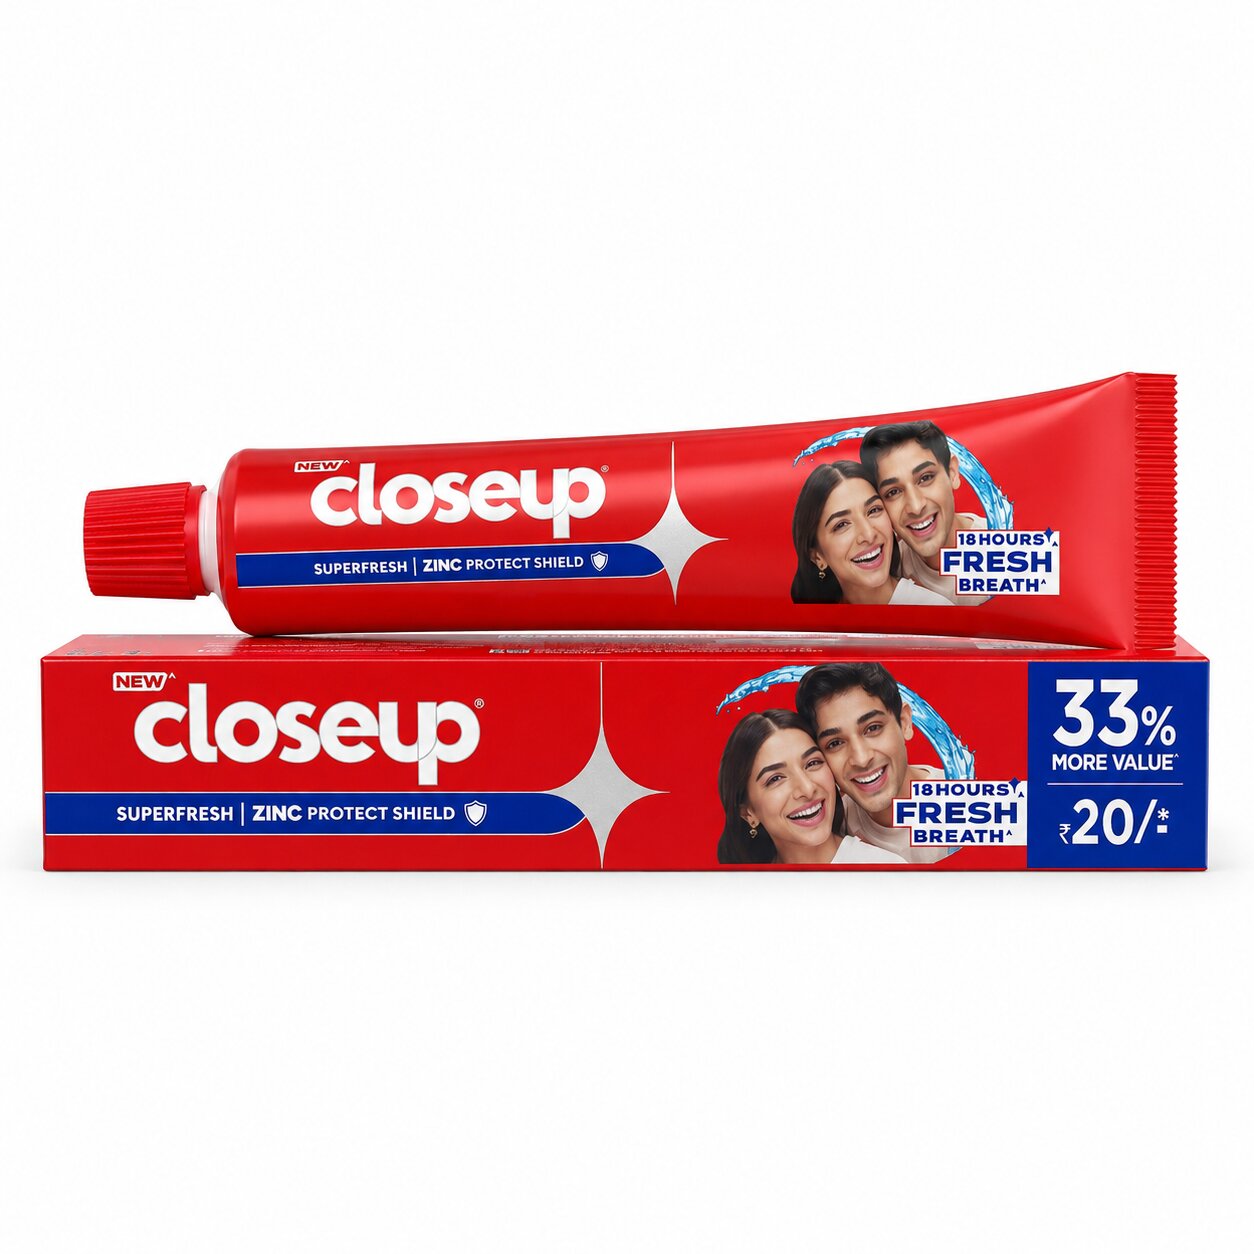 NEW^
closeup®
SUPERFRESH | ZINC PROTECT SHIELD
18 HOURS^
FRESH
BREATH^
NEW^
closeup®
SUPERFRESH | ZINC PROTECT SHIELD
18 HOURS^
FRESH
BREATH^
33%
MORE VALUE^
₹20/-*